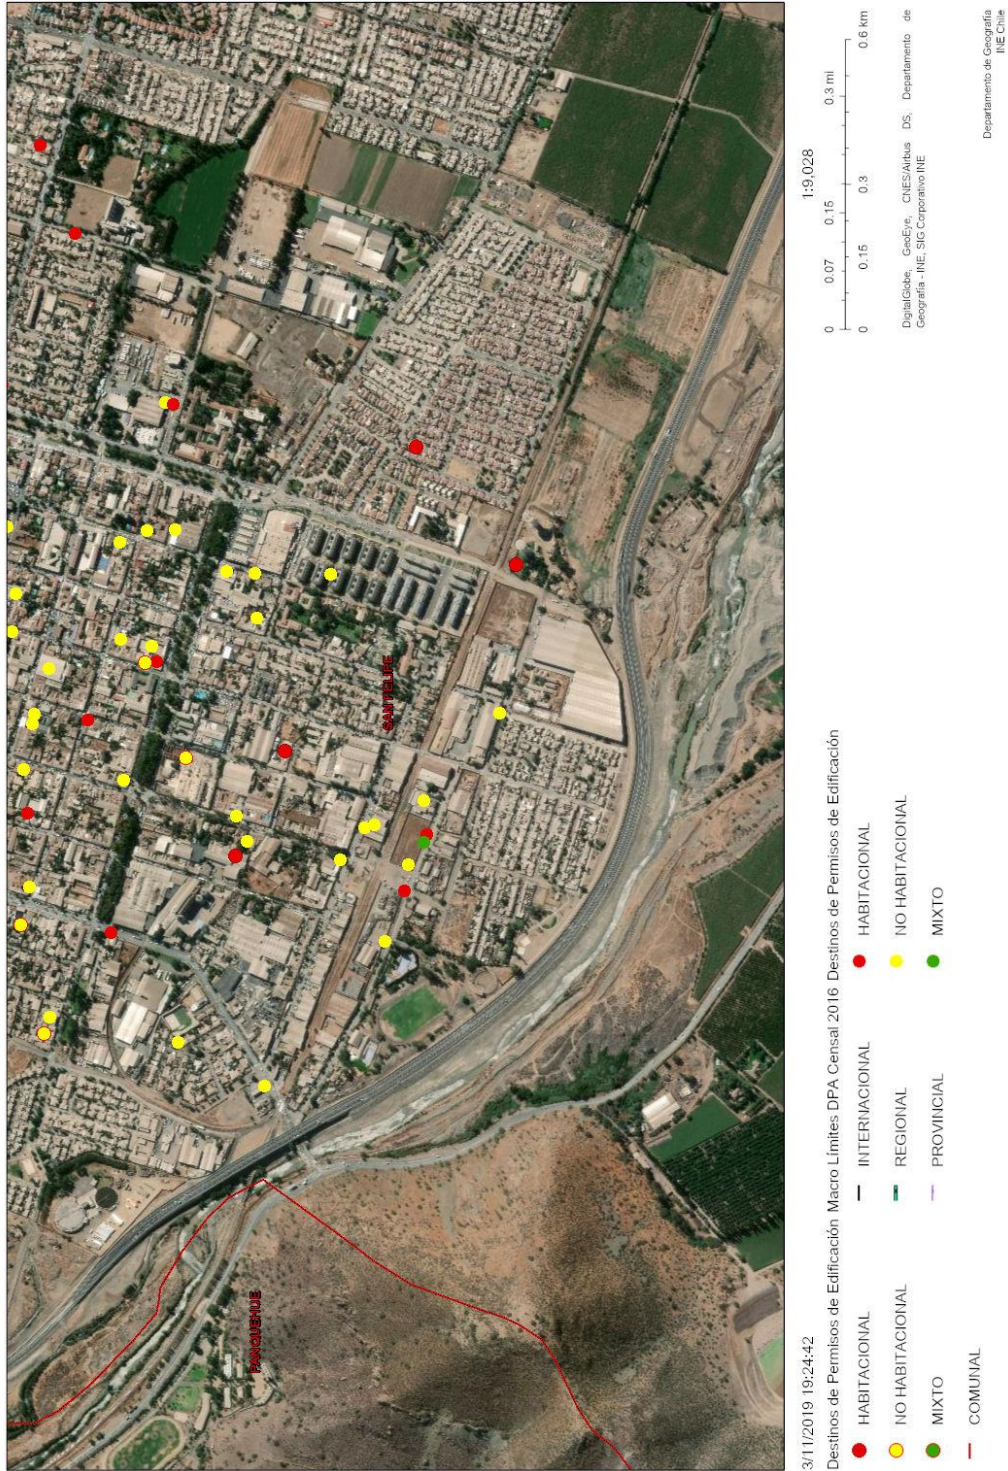 SAN FELIPE
PANQUEHUE
3/11/2019 19:24:42
Destinos de Permisos de Edificación
HABITACIONAL
NO HABITACIONAL
MIXTO
COMUNAL
Macro Límites DPA Censal 2016
INTERNACIONAL
REGIONAL
PROVINCIAL
Destinos de Permisos de Edificación
HABITACIONAL
NO HABITACIONAL
MIXTO
1:9,028
0 0.07 0.15 0.3 mi
0 0.15 0.3 0.6 km
DigitalGlobe, GeoEye, CNES/Airbus DS, Departamento de
Geografía - INE, SIG Corporativo INE
Departamento de Geografía
INE Chile